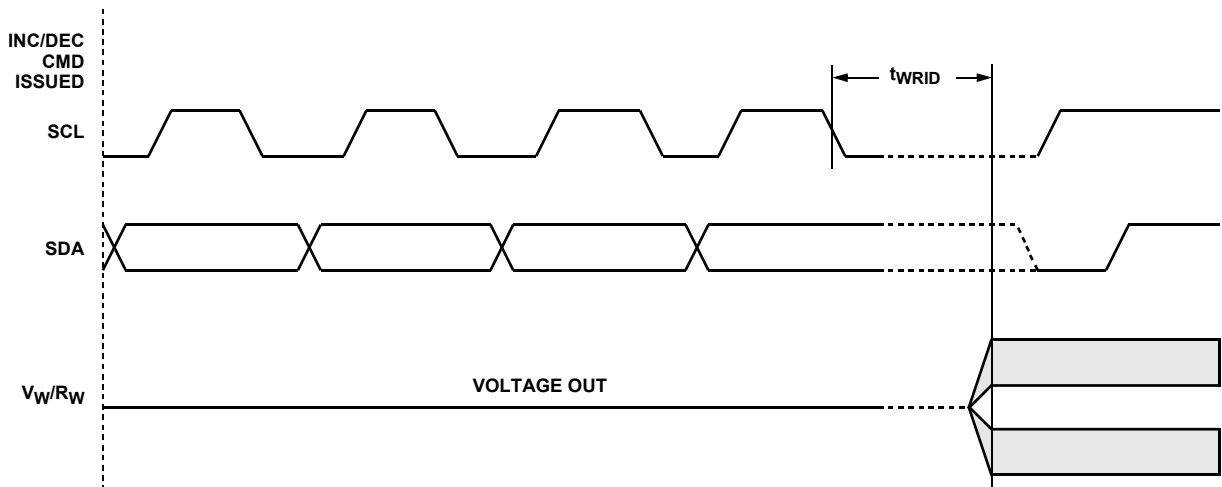 INC/DEC
CMD
ISSUED
tWRID
SCL
SDA
VOLTAGE OUT
VW/RW